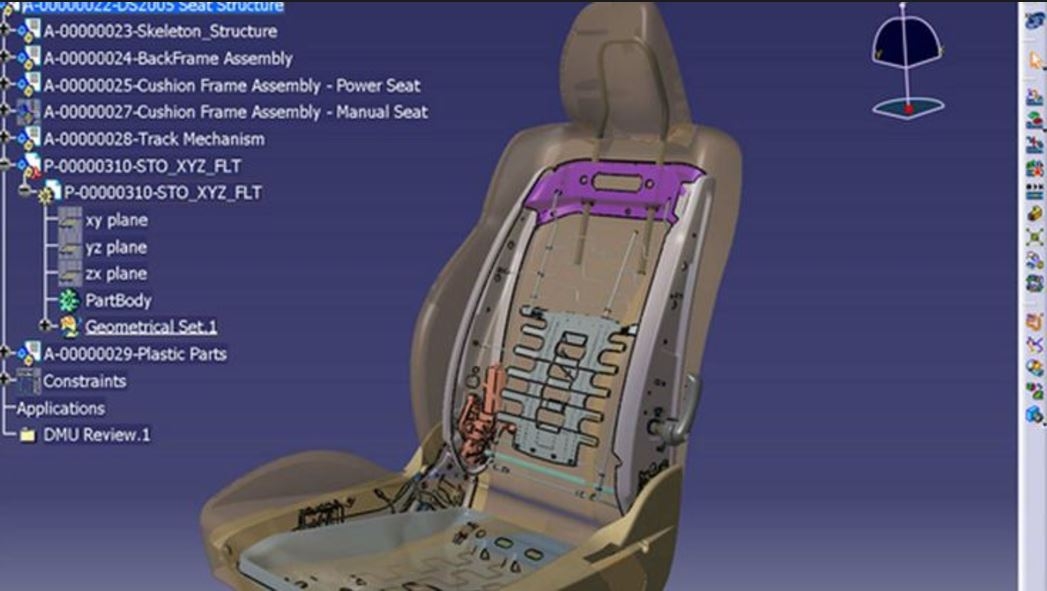 A-00000022-DS2005 Seat Structure
A-00000023-Skeleton_Structure
A-00000024-BackFrame Assembly
A-00000025-Cushion Frame Assembly - Power Seat
A-00000027-Cushion Frame Assembly - Manual Seat
A-00000028-Track Mechanism
P-00000310-STO_XYZ_FLT
P-00000310-STO_XYZ_FLT
xy plane
yz plane
zx plane
PartBody
Geometrical Set.1
A-00000029-Plastic Parts
Constraints
Applications
DMU Review.1